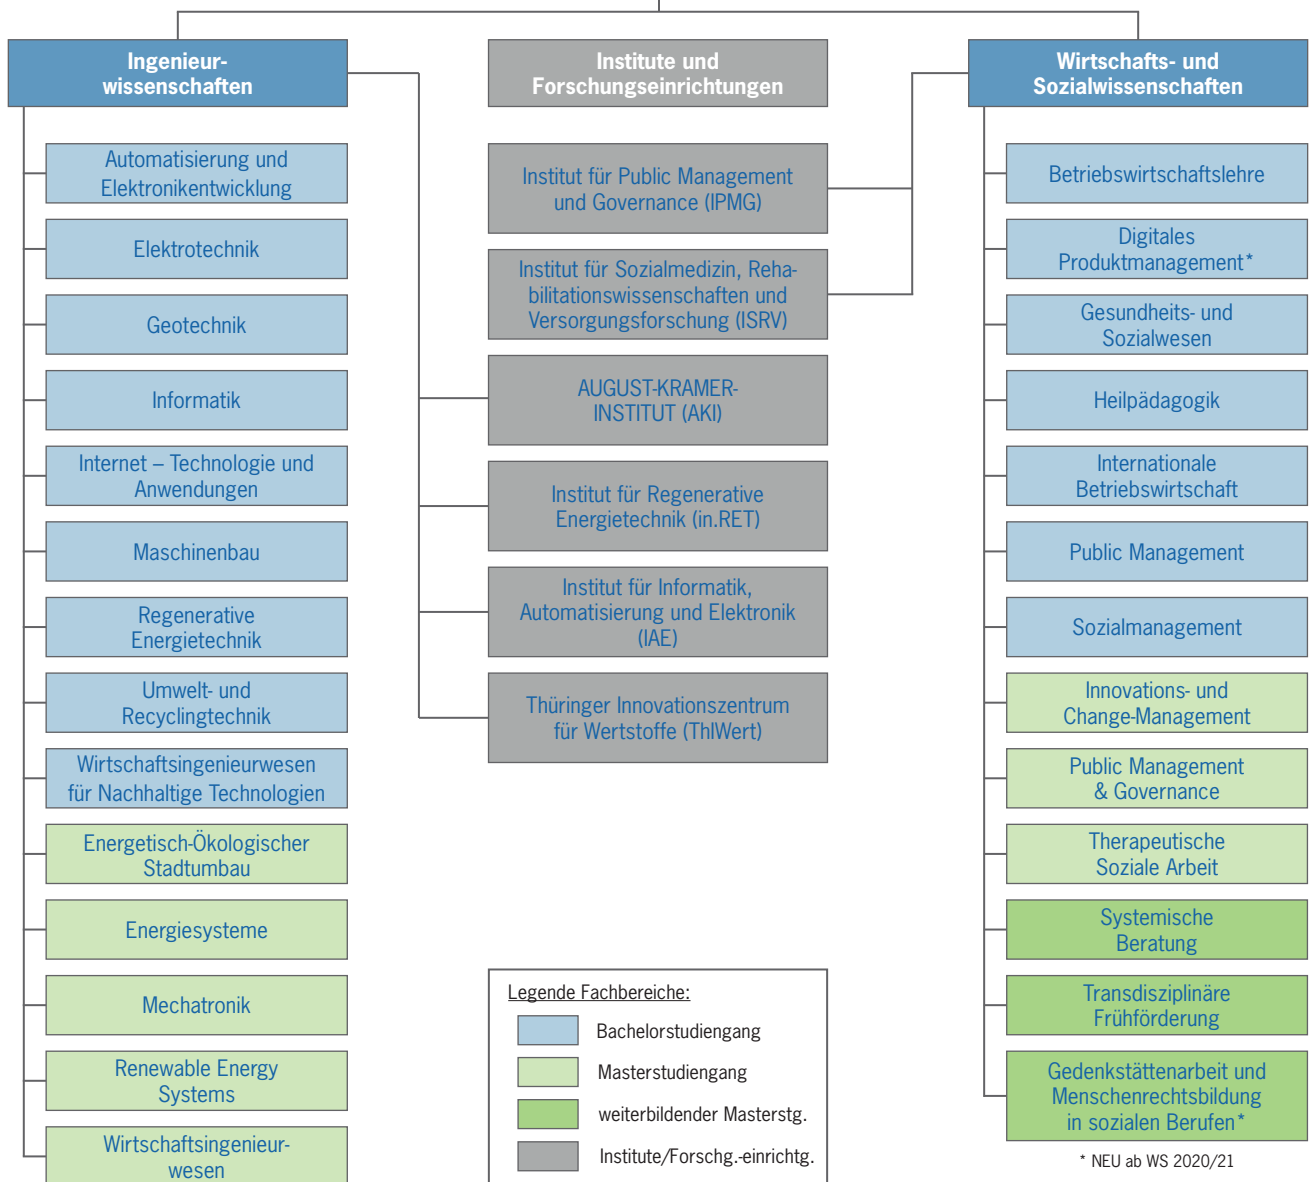 Ingenieur-
wissenschaften
Automatisierung und
Elektronikentwicklung
Elektrotechnik
Geotechnik
Informatik
Internet – Technologie und
Anwendungen
Maschinenbau
Regenerative
Energietechnik
Umwelt- und
Recyclingtechnik
Wirtschaftsingenieurwesen
für Nachhaltige Technologien
Energetisch-Ökologischer
Stadtumbau
Energiesysteme
Mechatronik
Renewable Energy
Systems
Wirtschaftsingenieur-
wesen
Institute und
Forschungseinrichtungen
Institut für Public Management
und Governance (IPMG)
Institut für Sozialmedizin, Reha-
bilitationswissenschaften und
Versorgungsforschung (ISRV)
AUGUST-KRAMER-
INSTITUT (AKI)
Institut für Regenerative
Energietechnik (in.RET)
Institut für Informatik,
Automatisierung und Elektronik
(IAE)
Thüringer Innovationszentrum
für Wertstoffe (ThIWert)
Legende Fachbereiche:
Bachelorstudiengang
Masterstudiengang
weiterbildender Masterstg.
Institute/Forschg.-einrichtg.
Wirtschafts- und
Sozialwissenschaften
Betriebswirtschaftslehre
Digitales
Produktmanagement*
Gesundheits- und
Sozialwesen
Heilpädagogik
Internationale
Betriebswirtschaft
Public Management
Sozialmanagement
Innovations- und
Change-Management
Public Management
& Governance
Therapeutische
Soziale Arbeit
Systemische
Beratung
Transdisziplinäre
Frühförderung
Gedenkstättenarbeit und
Menschenrechtsbildung
in sozialen Berufen*
* NEU ab WS 2020/21